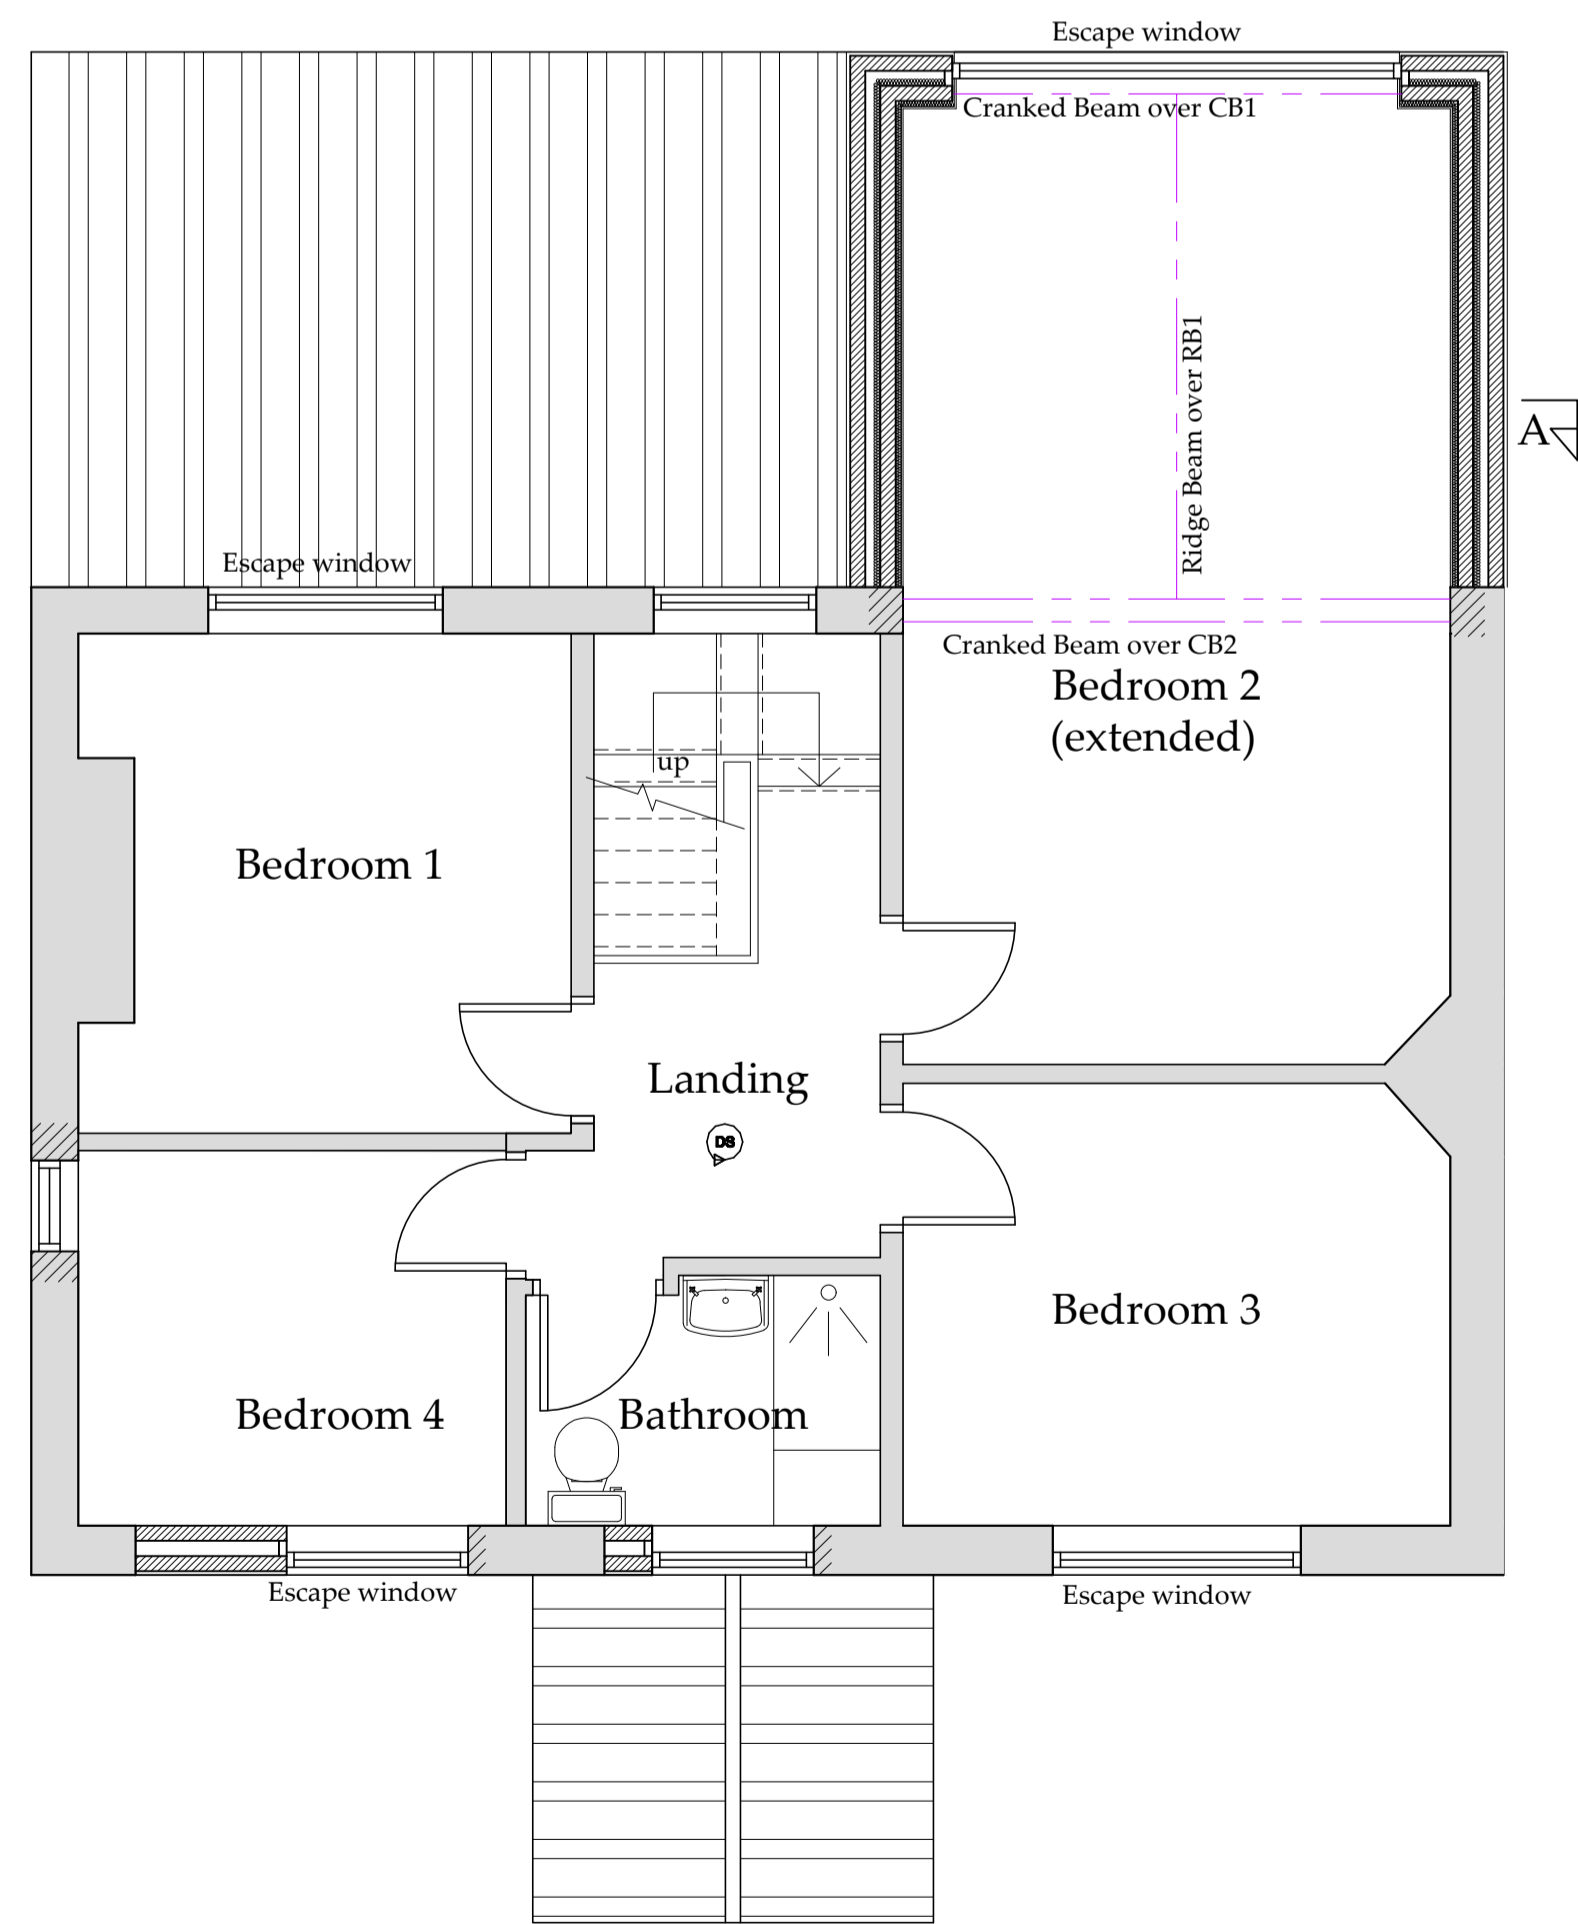 Escape window
Cranked Beam over CB1
Ridge Beam over RB1
A
Escape window
Cranked Beam over CB2
Bedroom 2
(extended)
up
Bedroom 1
Landing
DS
Bedroom 3
Bedroom 4
Bathroom
Escape window
Escape window